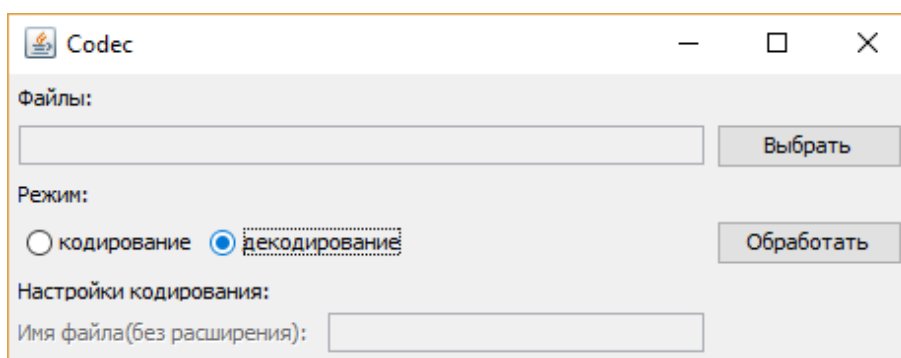 Codec
Файлы:
Выбрать
Режим:
кодирование декодирование Обработать
Настройки кодирования:
Имя файла(без расширения):